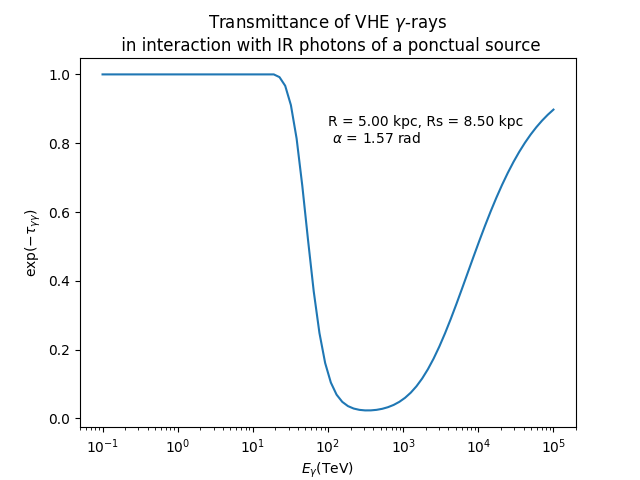 Transmittance of VHE γ-rays
in interaction with IR photons of a ponctual source
R = 5.00 kpc, Rs = 8.50 kpc
α = 1.57 rad
exp(−τγγ)
1.0
0.8
0.6
0.4
0.2
0.0
10⁻¹ 10⁰ 10¹ 10² 10³ 10⁴ 10⁵
Eγ(TeV)